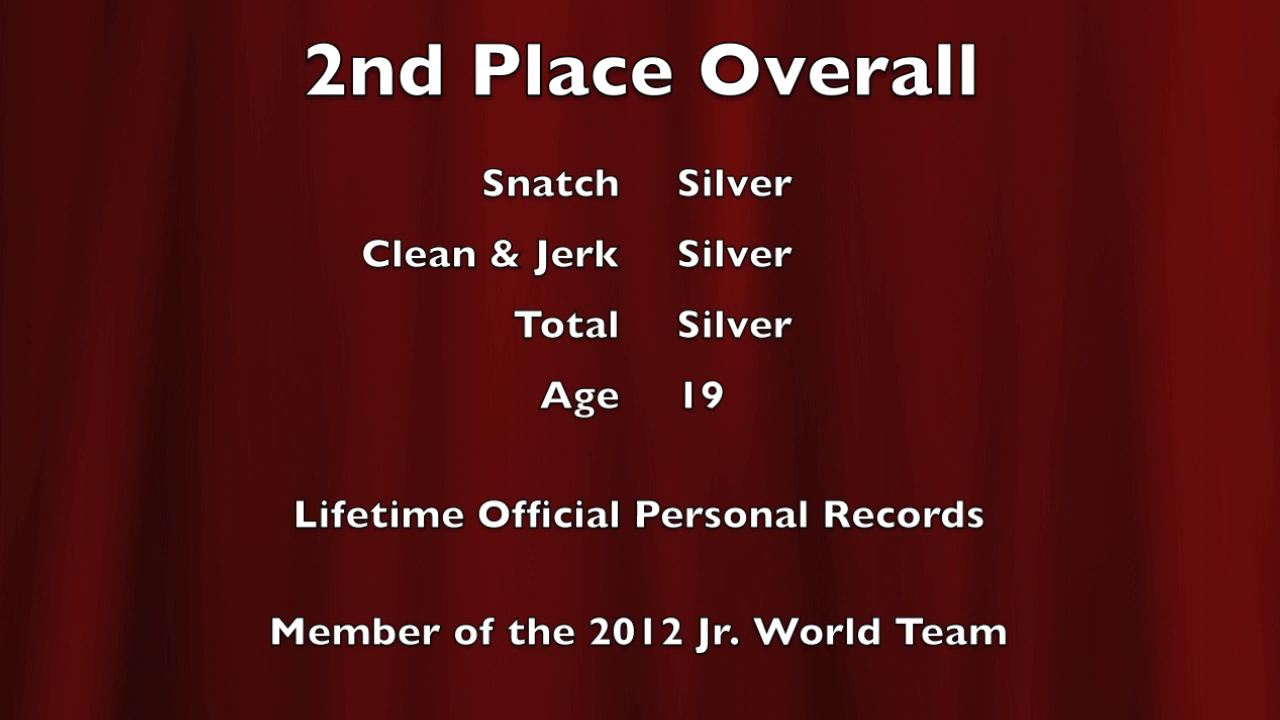 2nd Place Overall
Snatch Silver
Clean & Jerk Silver
Total Silver
Age 19
Lifetime Official Personal Records
Member of the 2012 Jr. World Team